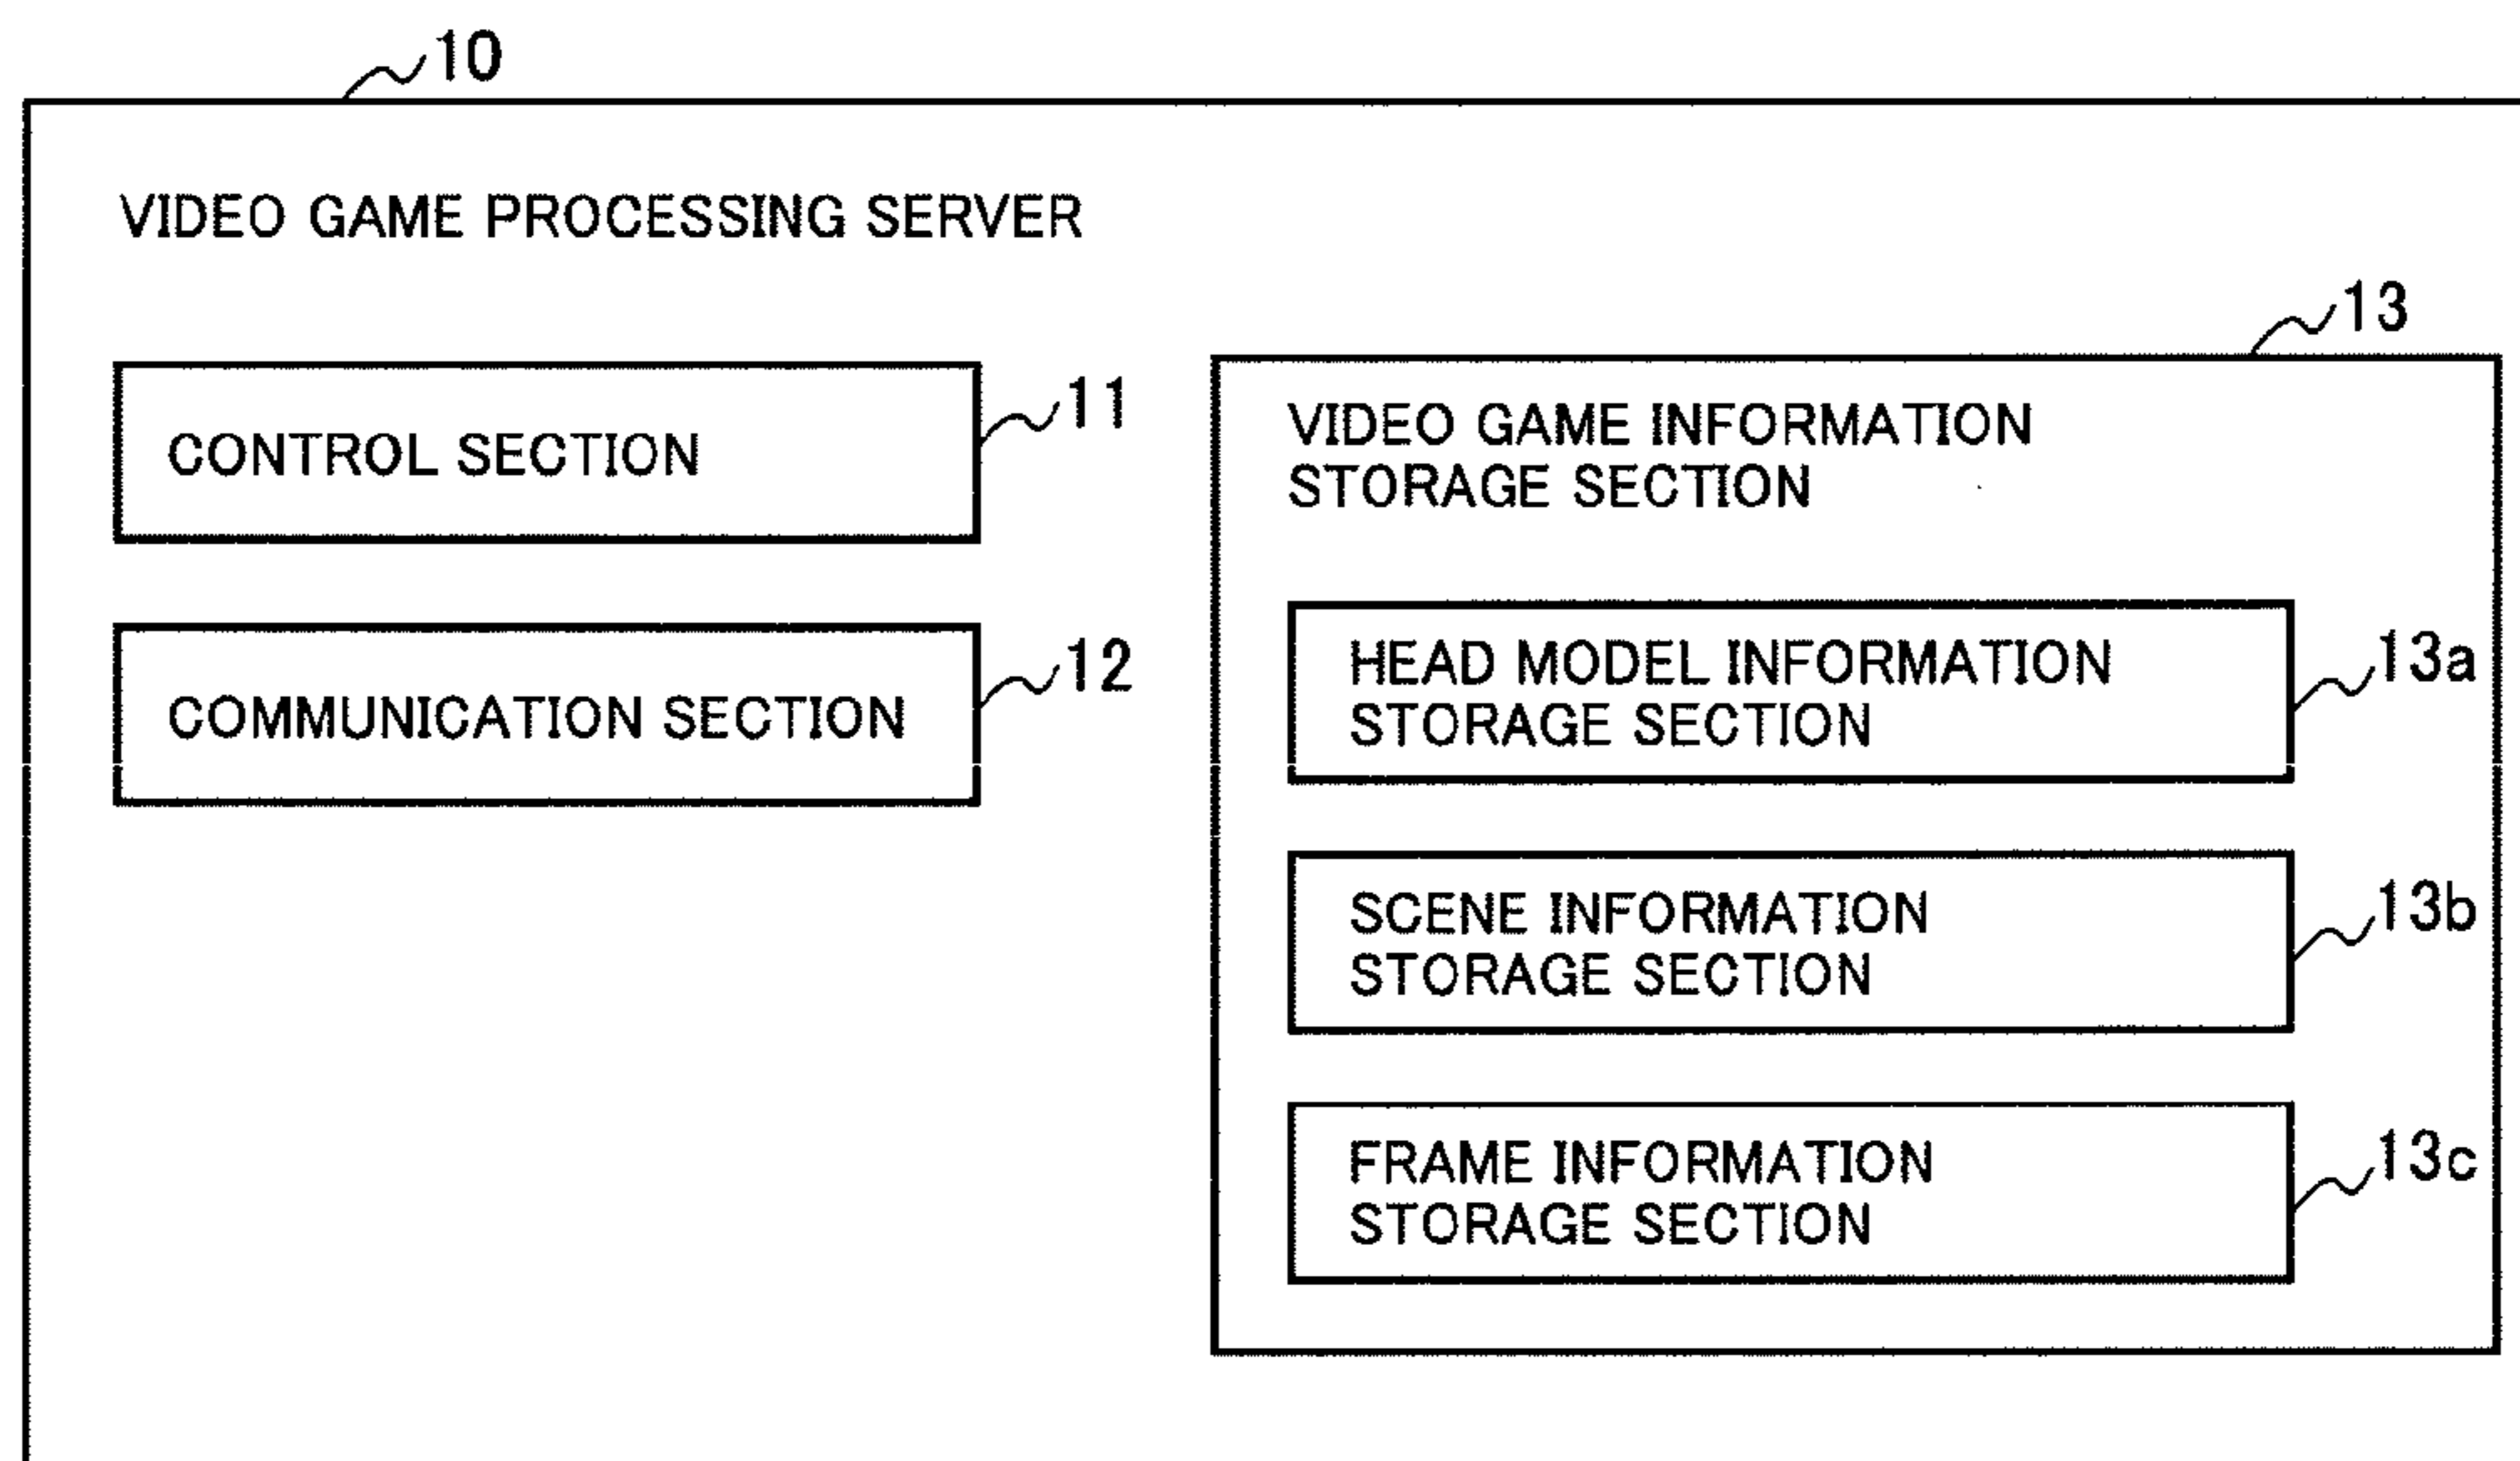 10
VIDEO GAME PROCESSING SERVER
CONTROL SECTION
11
COMMUNICATION SECTION
12
13
VIDEO GAME INFORMATION
STORAGE SECTION
HEAD MODEL INFORMATION
STORAGE SECTION
13a
SCENE INFORMATION
STORAGE SECTION
13b
FRAME INFORMATION
STORAGE SECTION
13c